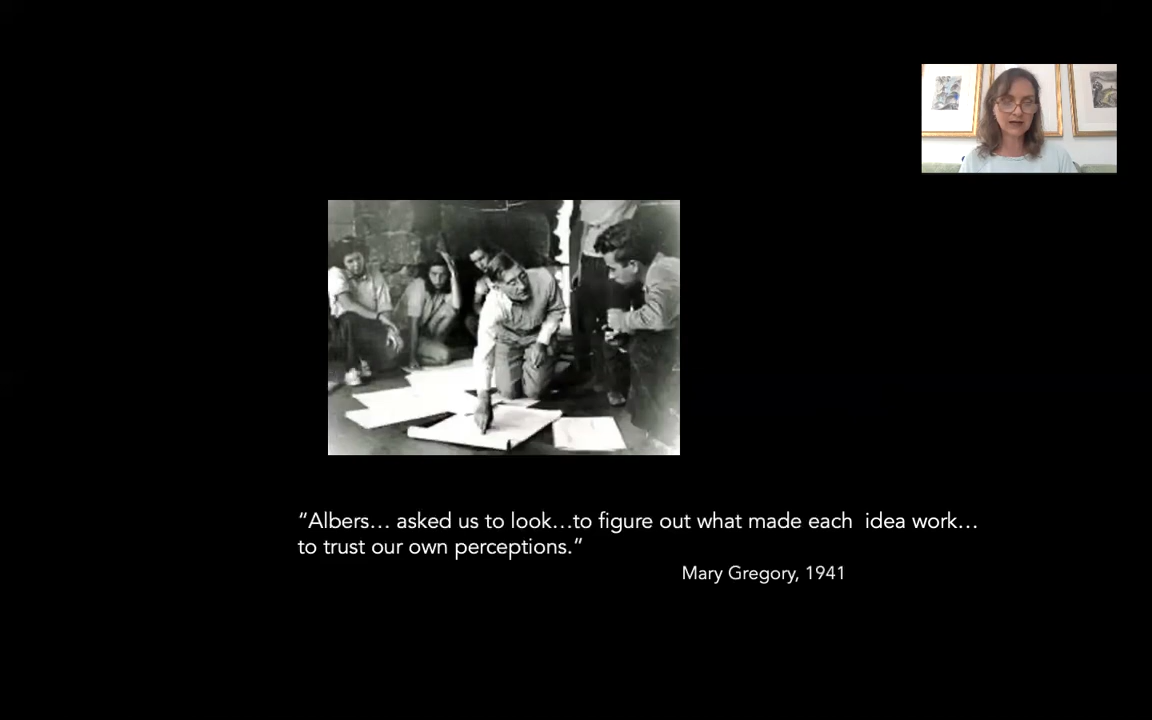 “Albers… asked us to look…to figure out what made each  idea work…
to trust our own perceptions.”
Mary Gregory, 1941